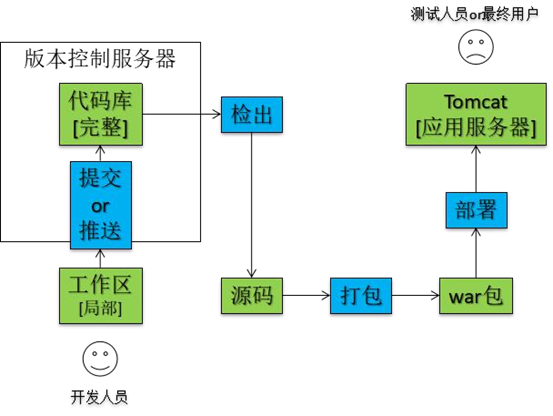 测试人员or最终用户
版本控制服务器
代码库
[完整]
检出
Tomcat
[应用服务器]
提交
or
推送
部署
工作区
[局部]
源码
打包
war包
开发人员